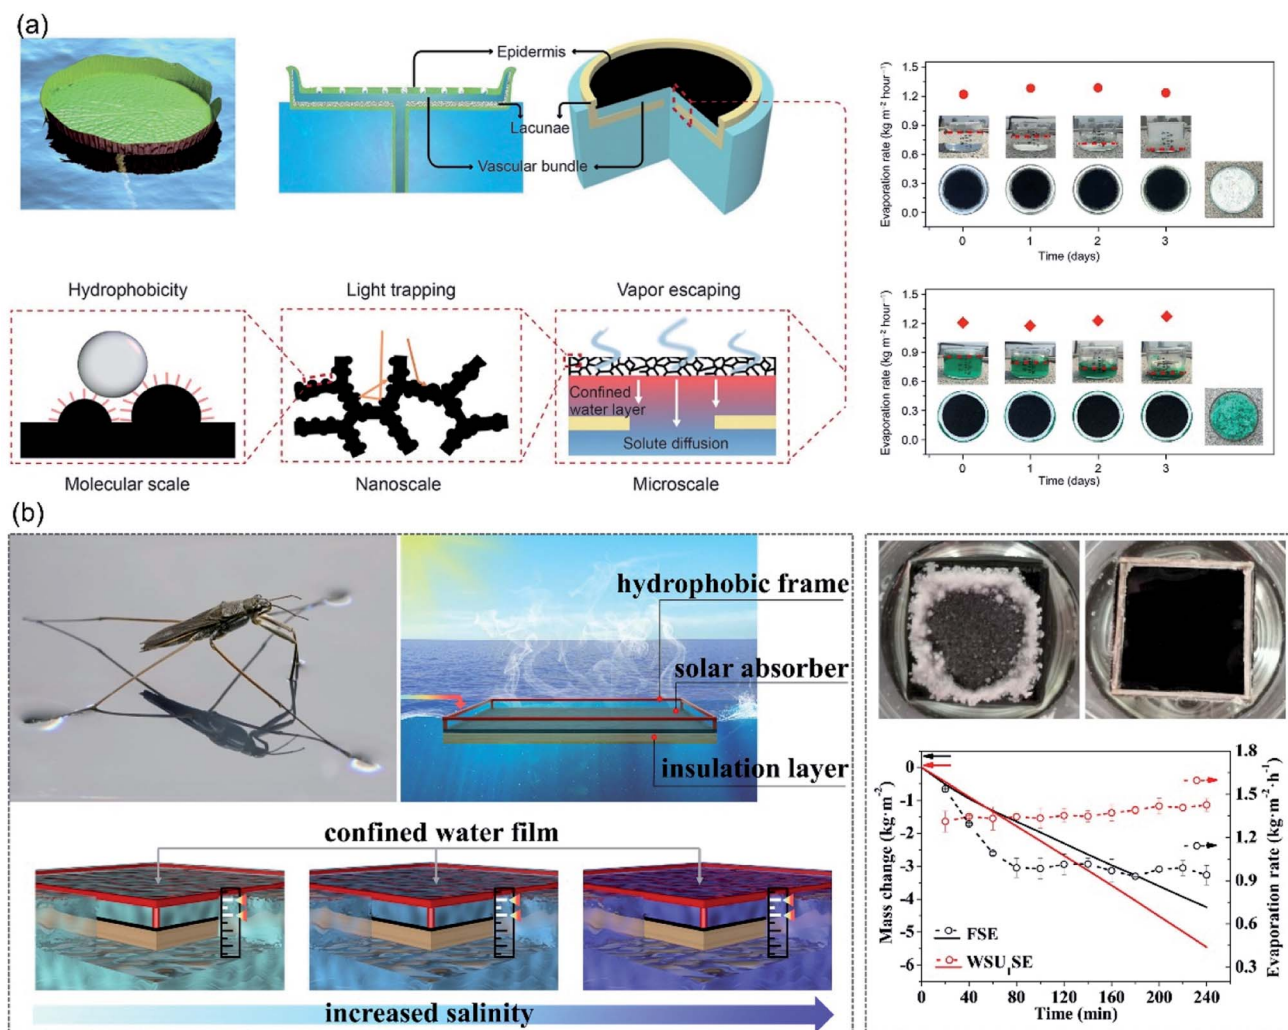 (a)
Epidermis
Lacunae
Vascular bundle
Hydrophobicity
Light trapping
Vapor escaping
Confined
water layer
Solute diffusion
Molecular scale
Nanoscale
Microscale
Evaporation rate (kg m⁻² hour⁻¹)
1.5
1.2
0.9
0.6
0.3
0.0
0
1
2
3
Time (days)
Evaporation rate (kg m⁻² hour⁻¹)
1.5
1.2
0.9
0.6
0.3
0.0
0
1
2
3
Time (days)
(b)
hydrophobic frame
solar absorber
insulation layer
confined water film
increased salinity
Mass change (kg·m⁻²)
0
-1
-2
-3
-4
-5
-6
FSE
WSUISE
0
40
80
120
160
200
240
Time (min)
1.8
1.5
1.2
0.9
0.6
0.3
Evaporation rate (kg·m⁻²·h⁻¹)